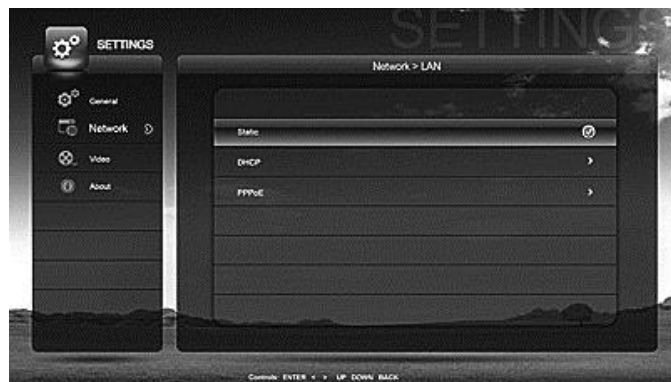 SETTINGS
SETTINGS
Network > LAN
General
Network
Video
About
Static
DHCP
PPPoE
Controls: ENTER < > UP DOWN BACK